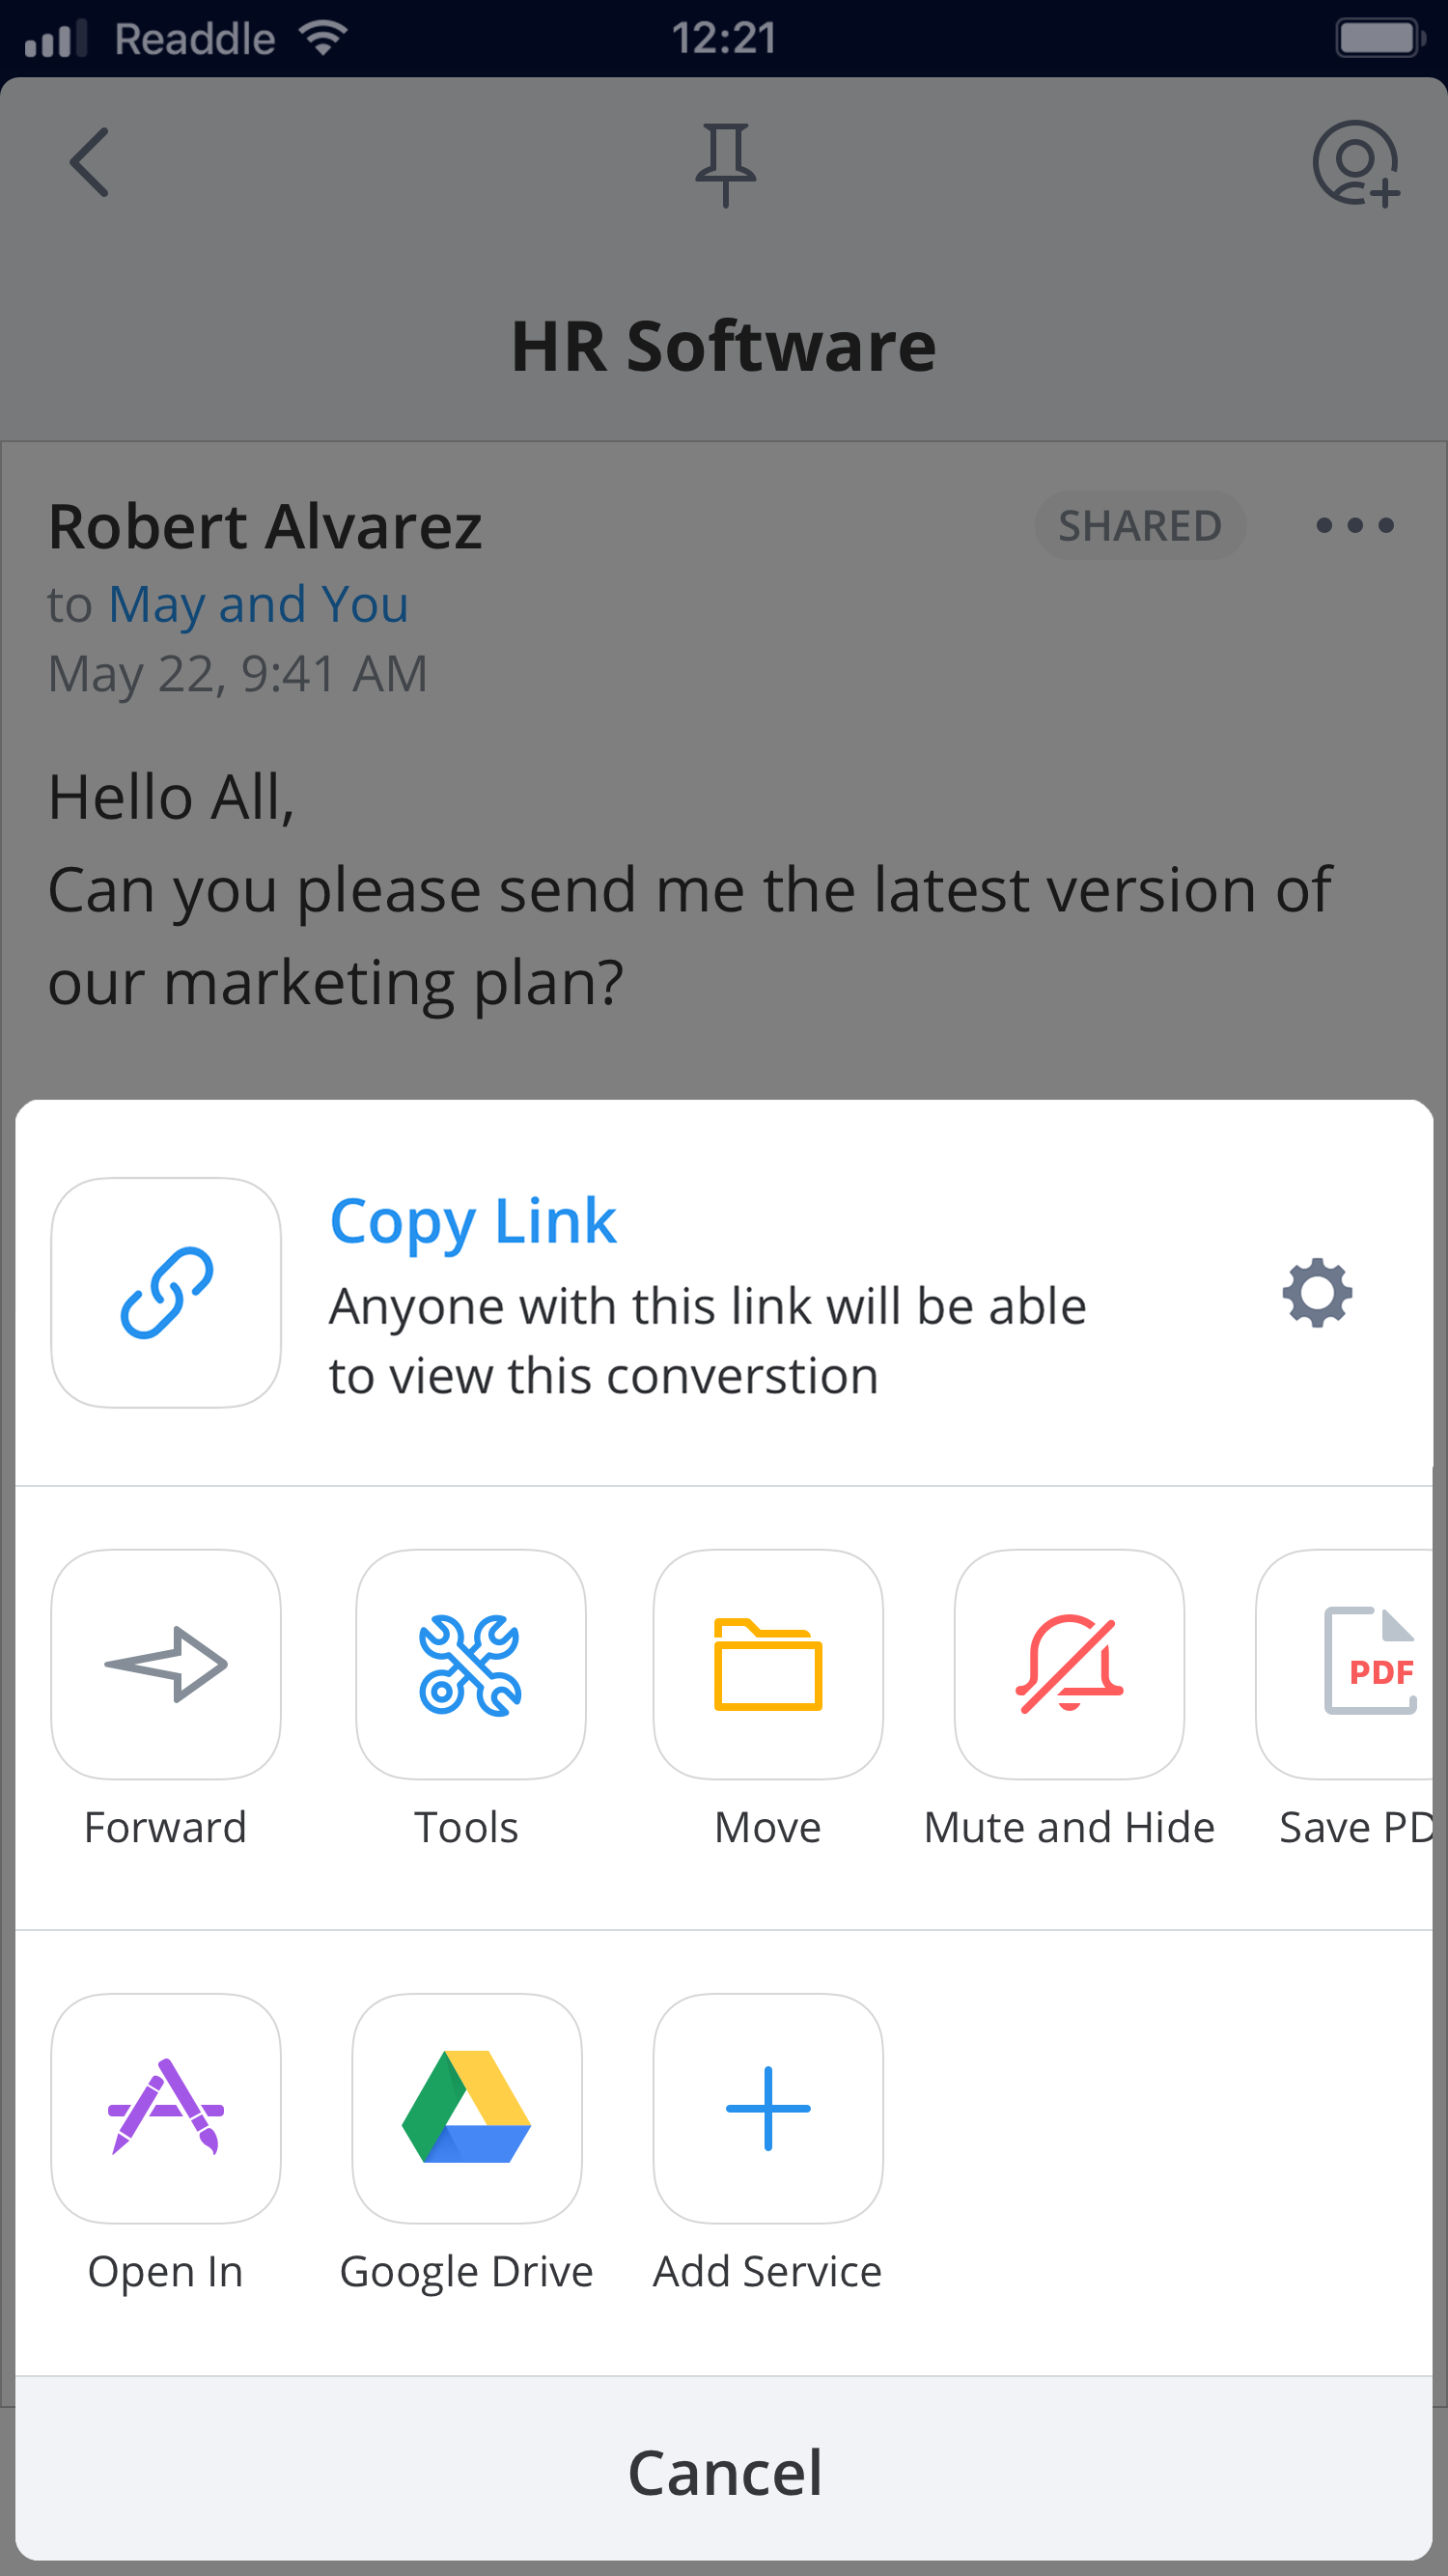 Readdle 12:21
HR Software
Robert Alvarez SHARED
to May and You
May 22, 9:41 AM
Hello All,
Can you please send me the latest version of
our marketing plan?
Copy Link
Anyone with this link will be able
to view this converstion
PDF
Forward Tools Move Mute and Hide Save PD
Open In Google Drive Add Service
Cancel